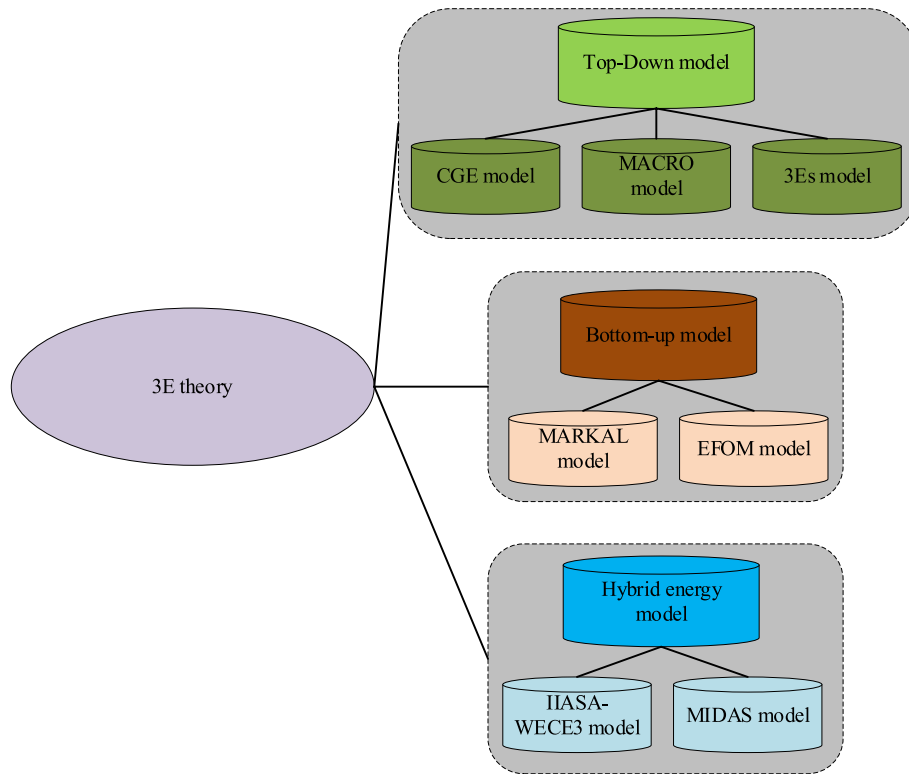 Top-Down model
CGE model
MACRO
model
3Es model
3E theory
Bottom-up model
MARKAL
model
EFOM model
Hybrid energy
model
IIASA-
WECE3 model
MIDAS model